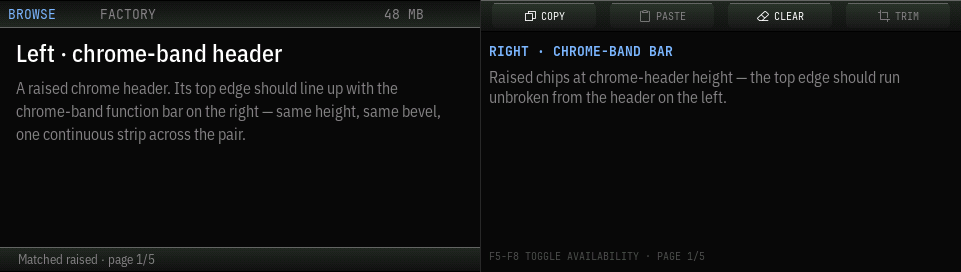 BROWSE FACTORY 48 MB
Left · chrome-band header
A raised chrome header. Its top edge should line up with the
chrome-band function bar on the right — same height, same bevel,
one continuous strip across the pair.
Matched raised · page 1/5
COPY PASTE CLEAR TRIM
RIGHT · CHROME-BAND BAR
Raised chips at chrome-header height — the top edge should run
unbroken from the header on the left.
F5-F8 TOGGLE AVAILABILITY · PAGE 1/5